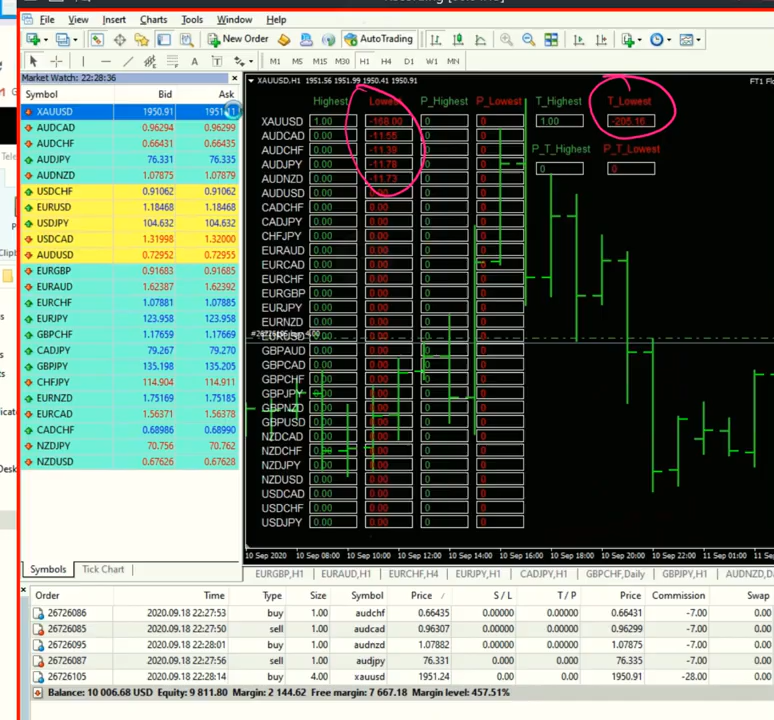 File View Insert Charts Tools Window Help
New Order AutoTrading
M1 M5 M15 M30 H1 H4 D1 W1 MN
Market Watch: 22:28:36
Symbol Bid Ask
XAUUSD 1950.91 1951.11
AUDCAD 0.96294 0.96299
AUDCHF 0.66431 0.66435
AUDJPY 76.331 76.335
AUDNZD 1.07875 1.07879
USDCHF 0.91062 0.91064
EURUSD 1.18468 1.18468
USDJPY 104.632 104.632
USDCAD 1.31998 1.32000
AUDUSD 0.72952 0.72955
EURGBP 0.91683 0.91685
EURAUD 1.62387 1.62392
EURCHF 1.07881 1.07885
EURJPY 123.958 123.958
GBPCHF 1.17659 1.17669
CADJPY 79.267 79.270
GBPJPY 135.198 135.205
CHFJPY 114.904 114.911
EURNZD 1.75169 1.75185
EURCAD 1.56371 1.56378
CADCHF 0.68986 0.68990
NZDJPY 70.756 70.762
NZDUSD 0.67626 0.67628
Symbols Tick Chart
XAUUSD,H1 1951.56 1951.99 1950.41 1950.91
FT1 Fl
Highest Lowest P_Highest P_Lowest T_Highest T_Lowest
XAUUSD 1.00 -168.00 0 0 1.00 -205.16
AUDCAD 0.00 -11.55 0 0
AUDCHF 0.00 -11.39 0 0 P_T_Highest P_T_Lowest
AUDJPY 0.00 -11.78 0 0 0 0
AUDNZD 0.00 -11.73 0 0
AUDUSD 0.00 0.00 0 0
CADCHF 0.00 0.00 0 0
CADJPY 0.00 0.00 0 0
CHFJPY 0.00 0.00 0 0
EURAUD 0.00 0.00 0 0
EURCAD 0.00 0.00 0 0
EURCHF 0.00 0.00 0 0
EURGBP 0.00 0.00 0 0
EURJPY 0.00 0.00 0 0
EURNZD 0.00 0.00 0 0
EURUSD 0.00 0.00 0 0
GBPAUD 0.00 0.00 0 0
GBPCAD 0.00 0.00 0 0
GBPCHF 0.00 0.00 0 0
GBPJPY 0.00 0.00 0 0
GBPNZD 0.00 0.00 0 0
GBPUSD 0.00 0.00 0 0
NZDCAD 0.00 0.00 0 0
NZDCHF 0.00 0.00 0 0
NZDJPY 0.00 0.00 0 0
NZDUSD 0.00 0.00 0 0
USDCAD 0.00 0.00 0 0
USDCHF 0.00 0.00 0 0
USDJPY 0.00 0.00 0 0
10 Sep 2020 10 Sep 08:00 10 Sep 10:00 10 Sep 12:00 10 Sep 14:00 10 Sep 16:00 10 Sep 18:00 10 Sep 20:00 10 Sep 22:00 11 Sep 01:00 11 Sep 03:0
EURGBP,H1 EURAUD,H1 EURCHF,H4 EURJPY,H1 CADJPY,H1 GBPCHF,Daily GBPJPY,H1 AUDNZD,D
Order Time Type Size Symbol Price / S / L T / P Price Commission Swap
26726086 2020.09.18 22:27:53 buy 1.00 audchf 0.66435 0.00000 0.00000 0.66431 -7.00 0.00
26726085 2020.09.18 22:27:50 sell 1.00 audcad 0.96307 0.00000 0.00000 0.96299 -7.00 0.00
26726095 2020.09.18 22:28:01 buy 1.00 audnzd 1.07882 0.00000 0.00000 1.07875 -7.00 0.00
26726087 2020.09.18 22:27:56 sell 1.00 audjpy 76.331 0.000 0.000 76.335 -7.00 0.00
26726105 2020.09.18 22:28:14 buy 4.00 xauusd 1951.24 0.00 0.00 1950.91 -28.00 0.00
Balance: 10 006.68 USD Equity: 9 811.80 Margin: 2 144.62 Free margin: 7 667.18 Margin level: 457.51%